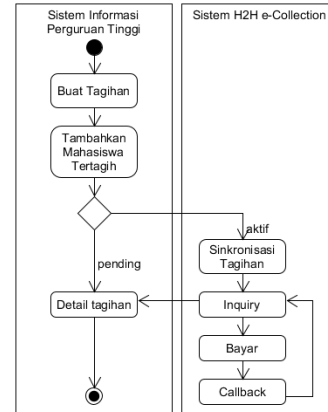 Sistem Informasi
Perguruan Tinggi
Sistem H2H e-Collection
Buat Tagihan
Tambahkan
Mahasiswa
Tertagih
aktif
Sinkronisasi
Tagihan
pending
Detail tagihan
Inquiry
Bayar
Callback